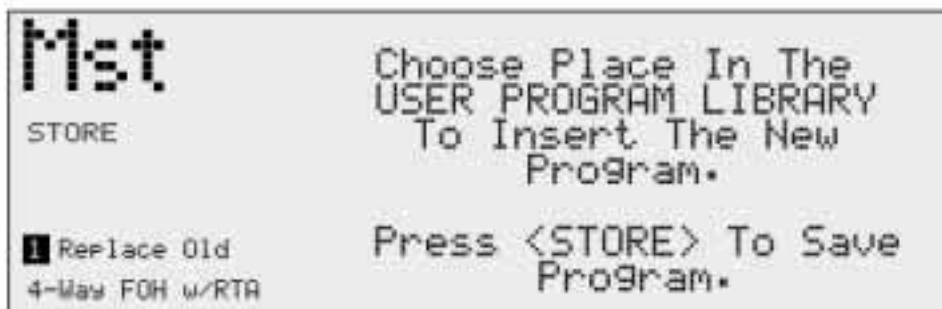 Mst
STORE
1 Replace Old
4-Way FOH w/RTA
Choose Place In The
USER PROGRAM LIBRARY
To Insert The New
Program.
Press <STORE> To Save
Program.